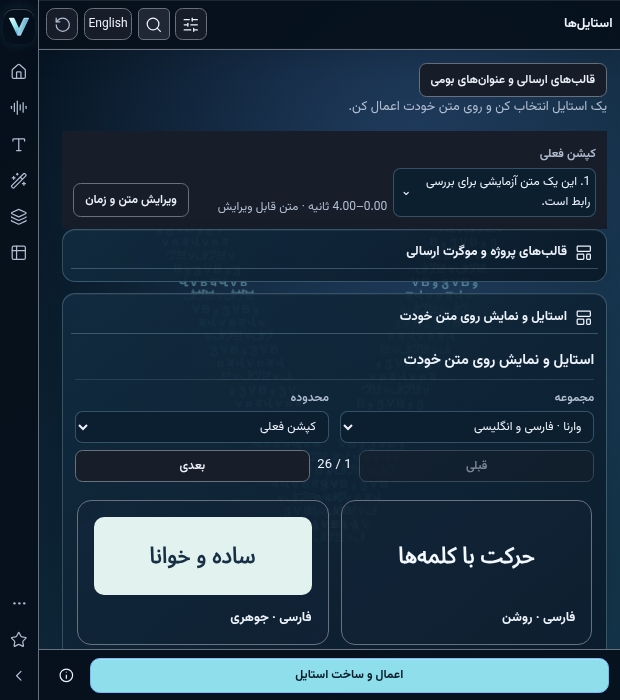 استایل‌ها
English
قالب‌های ارسالی و عنوان‌های بومی
یک استایل انتخاب کن و روی متن خودت اعمال کن.
کپشن فعلی
1. این یک متن آزمایشی برای بررسی
رابط است.
0.00–4.00 ثانیه · متن قابل ویرایش
ویرایش متن و زمان
قالب‌های پروژه و موگرت ارسالی
استایل و نمایش روی متن خودت
استایل و نمایش روی متن خودت
مجموعه
محدوده
وارنا · فارسی و انگلیسی
کپشن فعلی
قبلی
1 / 26
بعدی
حرکت با کلمه‌ها
ساده و خوانا
فارسی · روشن
فارسی · جوهری
اعمال و ساخت استایل